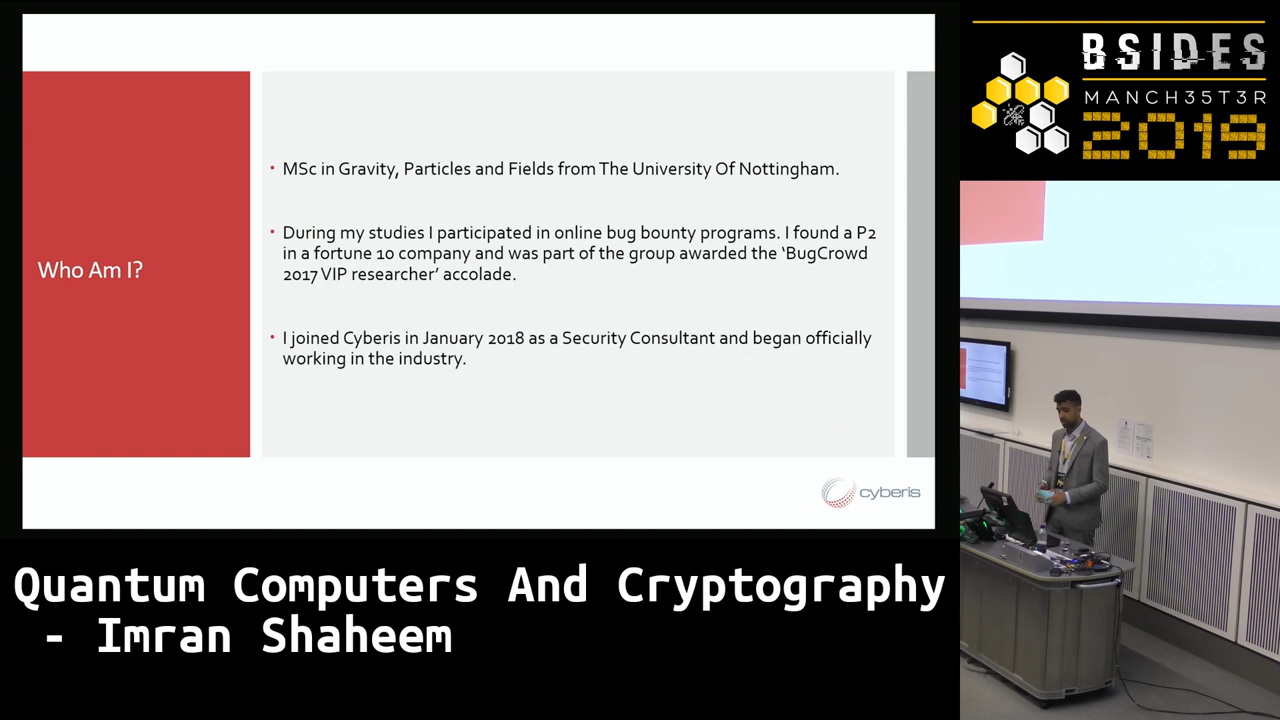 Who Am I?
• MSc in Gravity, Particles and Fields from The University Of Nottingham.
• During my studies I participated in online bug bounty programs. I found a P2
in a fortune 10 company and was part of the group awarded the ‘BugCrowd
2017 VIP researcher’ accolade.
• I joined Cyberis in January 2018 as a Security Consultant and began officially
working in the industry.
cyberis
BSIDES
MANCH35T3R
2019
Quantum Computers And Cryptography
- Imran Shaheem